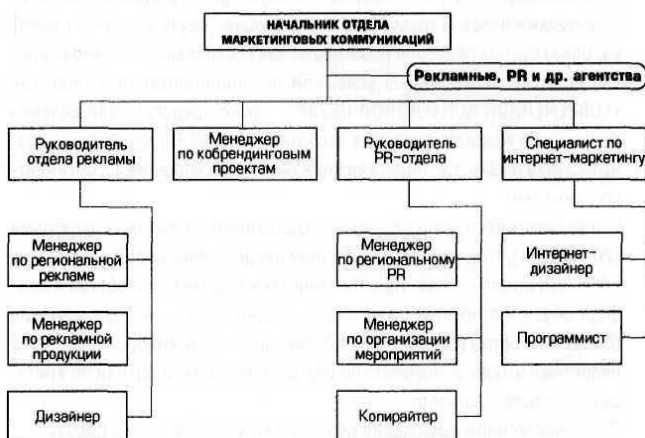 НАЧАЛЬНИК ОТДЕЛА
МАРКЕТИНГОВЫХ КОММУНИКАЦИЙ
Рекламные, PR и др. агентства
Руководитель
отдела рекламы
Менеджер
по кобрендинговым
проектам
Руководитель
PR-отдела
Специалист по
интернет-маркетингу
Менеджер
по региональной
рекламе
Менеджер
по региональному
PR
Интернет-
дизайнер
Менеджер
по рекламной
продукции
Менеджер
по организации
мероприятий
Программист
Дизайнер
Копирайтер